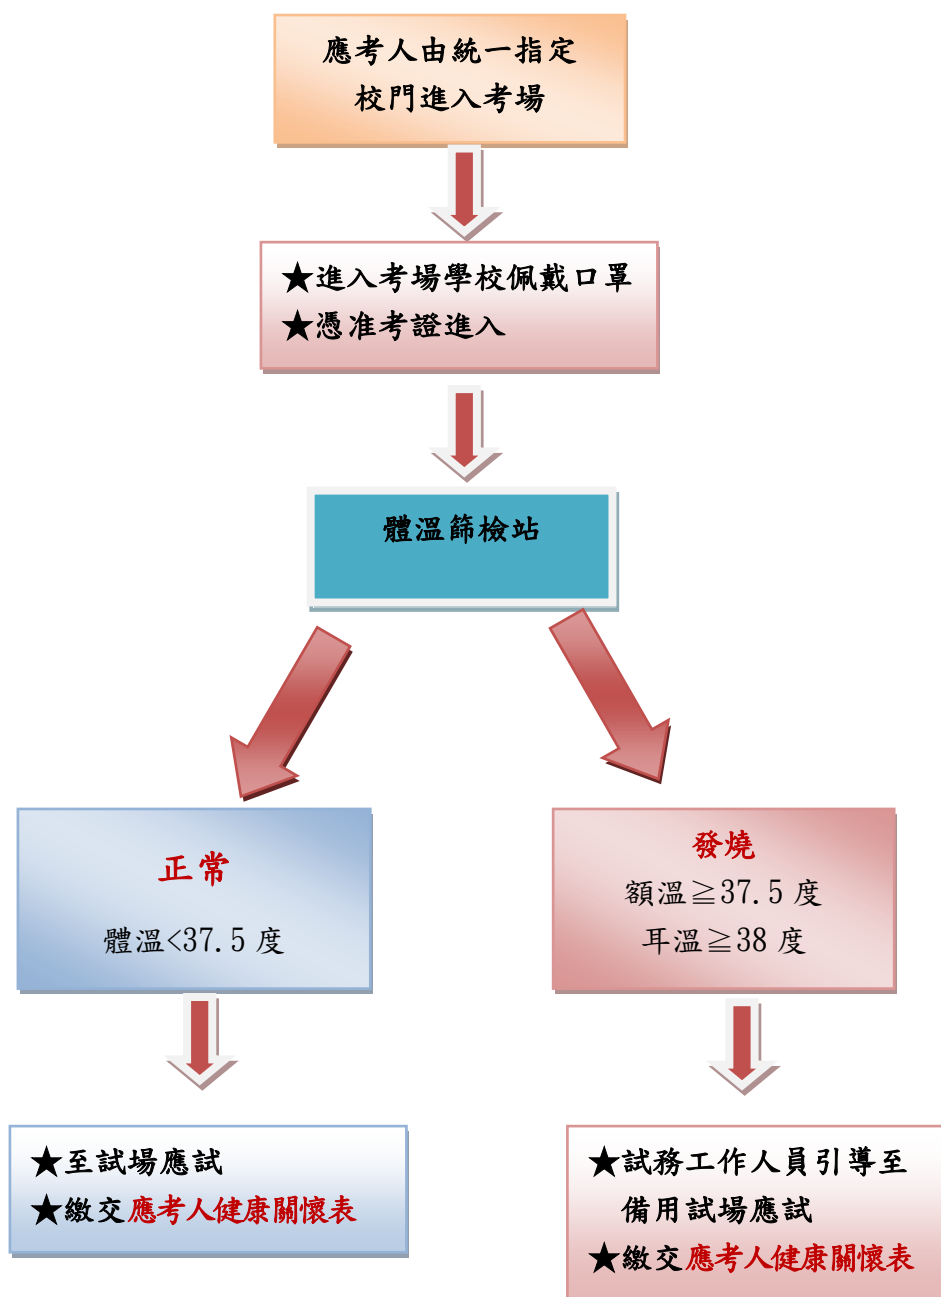 應考人由統一指定
校門進入考場
★進入考場學校佩戴口罩
★憑准考證進入
體溫篩檢站
正常
體溫<37.5 度
發燒
額溫≧37.5 度
耳溫≧38 度
★至試場應試
★繳交應考人健康關懷表
★試務工作人員引導至
備用試場應試
★繳交應考人健康關懷表